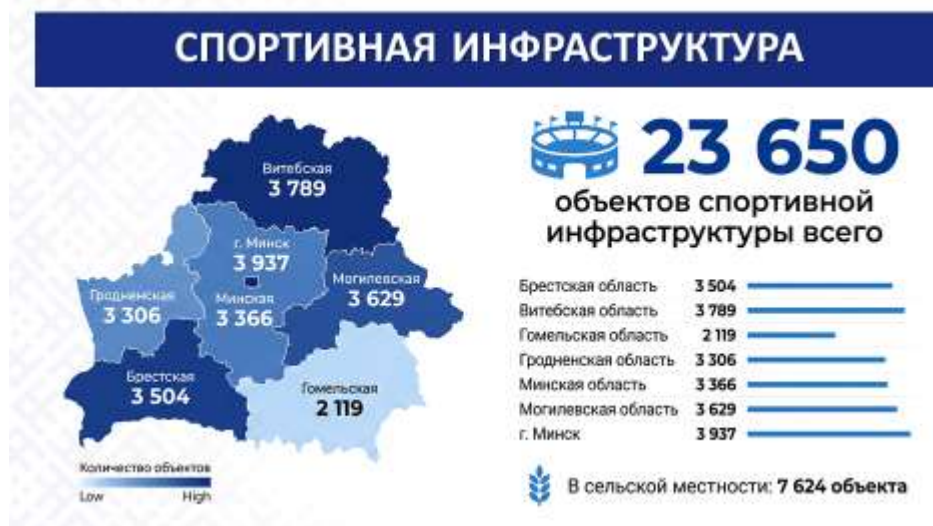 СПОРТИВНАЯ ИНФРАСТРУКТУРА
Витебская
3 789
г. Минск
3 937
Могилевская
3 629
Гродненская
3 306
Минская
3 366
Брестская
3 504
Гомельская
2 119
Количество объектов
Low High
23 650
объектов спортивной
инфраструктуры всего
Брестская область 3 504
Витебская область 3 789
Гомельская область 2 119
Гродненская область 3 306
Минская область 3 366
Могилевская область 3 629
г. Минск 3 937
В сельской местности: 7 624 объекта